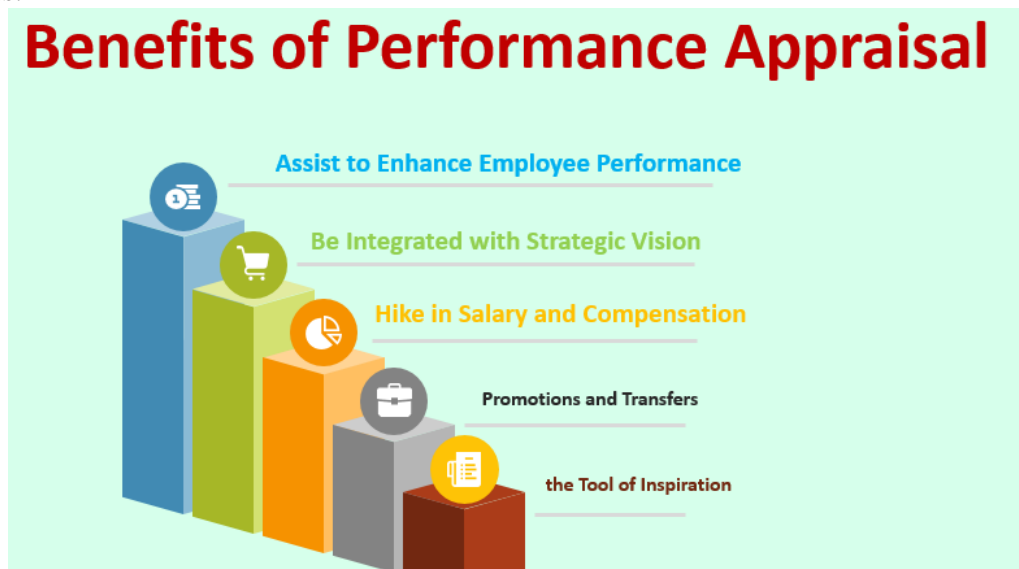 Benefits of Performance Appraisal
Assist to Enhance Employee Performance
1
Be Integrated with Strategic Vision
Hike in Salary and Compensation
Promotions and Transfers
the Tool of Inspiration